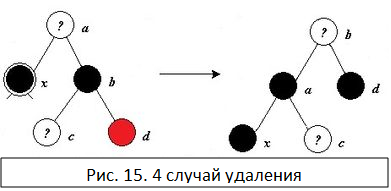 ? a
x b
? c d
? b
a d
x ? c
Рис. 15. 4 случай удаления